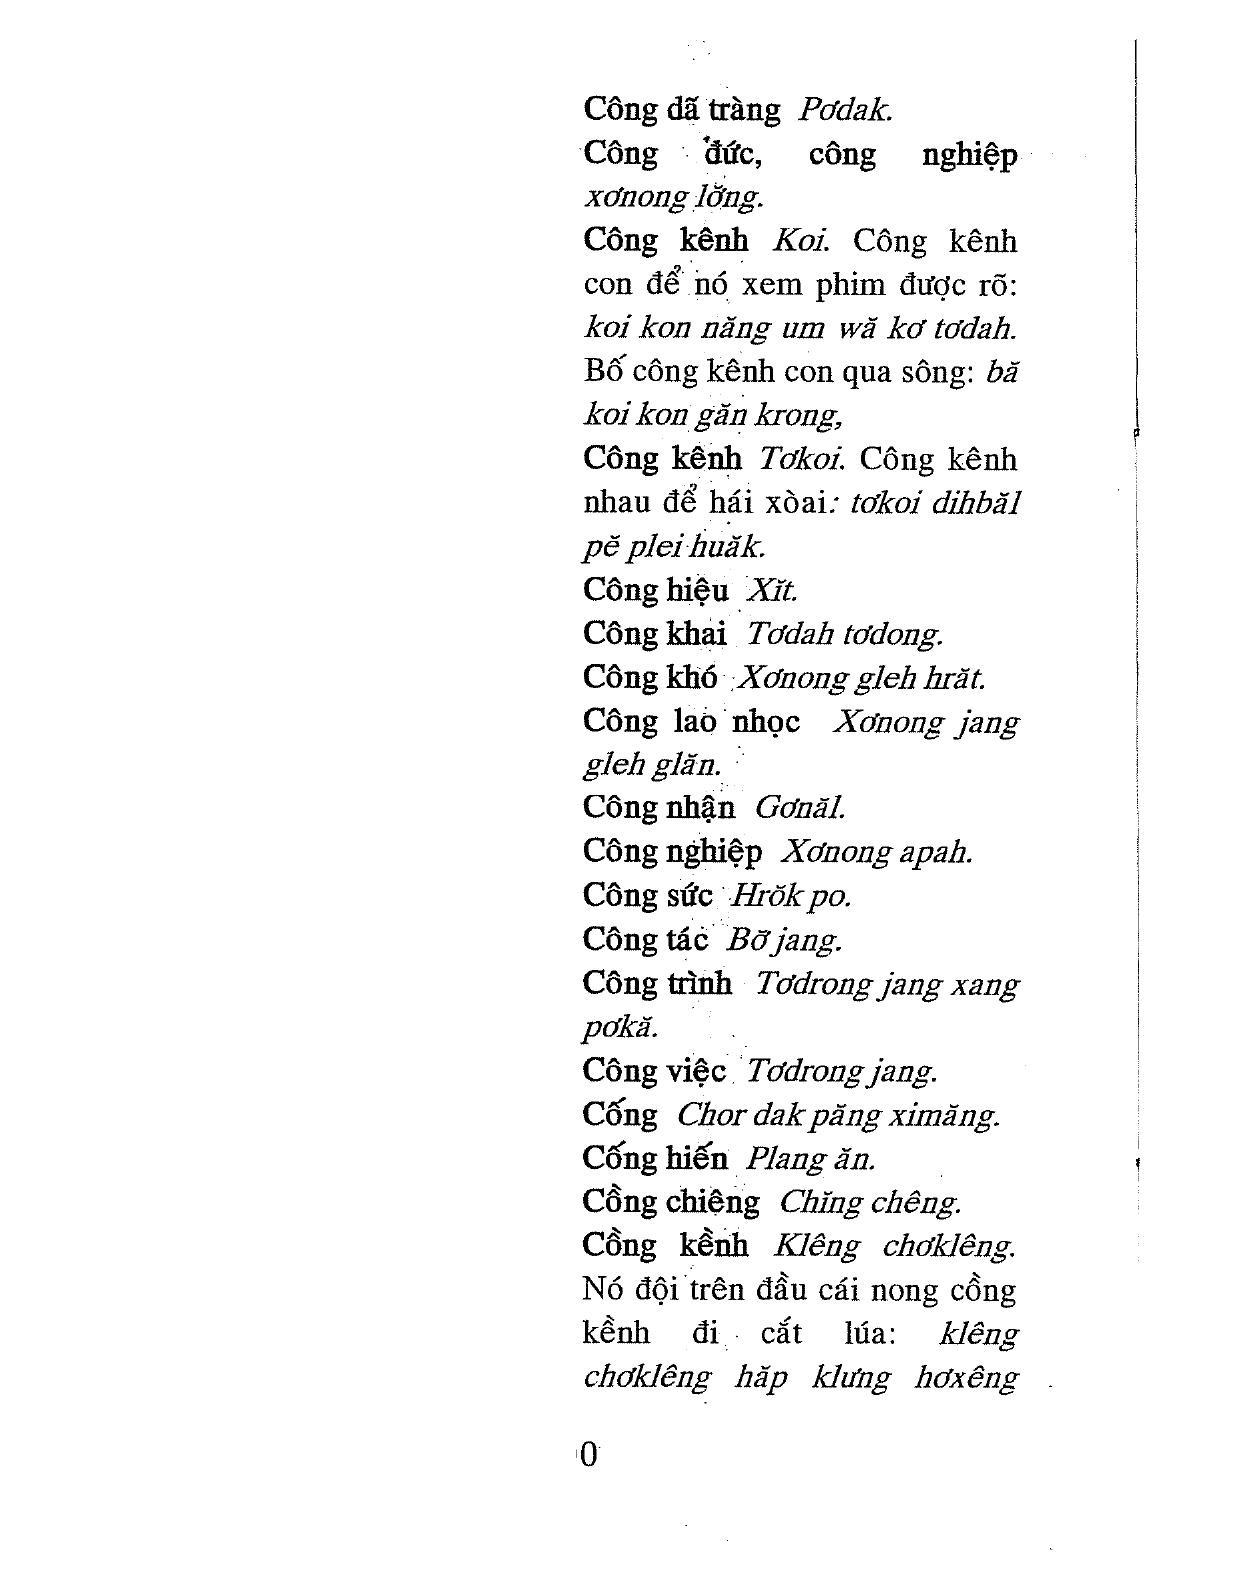 Công dã tràng Pơdak.
Công đức, công nghiệp
xơnong lơ̆ng.
Công kênh Koi. Công kênh
con để nó xem phim được rõ:
koi kon năng um wă kơ tơdah.
Bố công kênh con qua sông: bă
koi kon găn krong,
Công kênh Tơkoi. Công kênh
nhau để hái xòai: tơkoi dihbăl
pĕ plei huăk.
Công hiệu Xĭt.
Công khai Tơdah tơdong.
Công khó Xơnong gleh hrăt.
Công lao nhọc Xơnong jang
gleh glăn.
Công nhận Gơnăl.
Công nghiệp Xơnong apah.
Công sức Hrŏk po.
Công tác Bơ̆ jang.
Công trình Tơdrong jang xang
pơkă.
Công việc Tơdrong jang.
Cống Chor dak păng ximăng.
Cống hiến Plang ăn.
Cồng chiêng Chĭng chêng.
Cồng kềnh Klêng chơklêng.
Nó đội trên đầu cái nong cồng
kềnh đi cắt lúa: klêng
chơklêng hăp klưng hơxêng
0